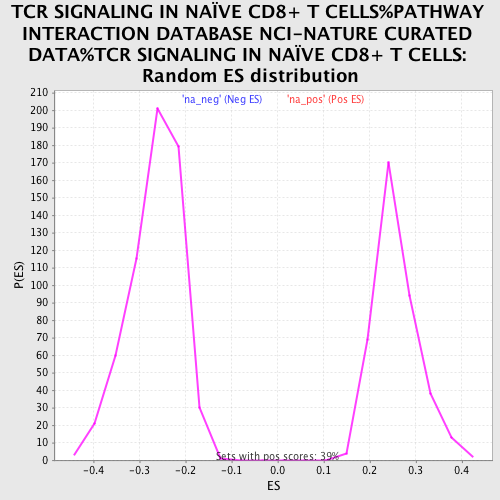 TCR SIGNALING IN NAÏVE CD8+ T CELLS%PATHWAY
INTERACTION DATABASE NCI-NATURE CURATED
DATA%TCR SIGNALING IN NAÏVE CD8+ T CELLS:
Random ES distribution
'na_neg' (Neg ES) 'na_pos' (Pos ES)
P(ES)
210
200
190
180
170
160
150
140
130
120
110
100
90
80
70
60
50
40
30
20
10
0
Sets with pos scores: 39%
-0.4 -0.3 -0.2 -0.1 0.0 0.1 0.2 0.3 0.4
ES